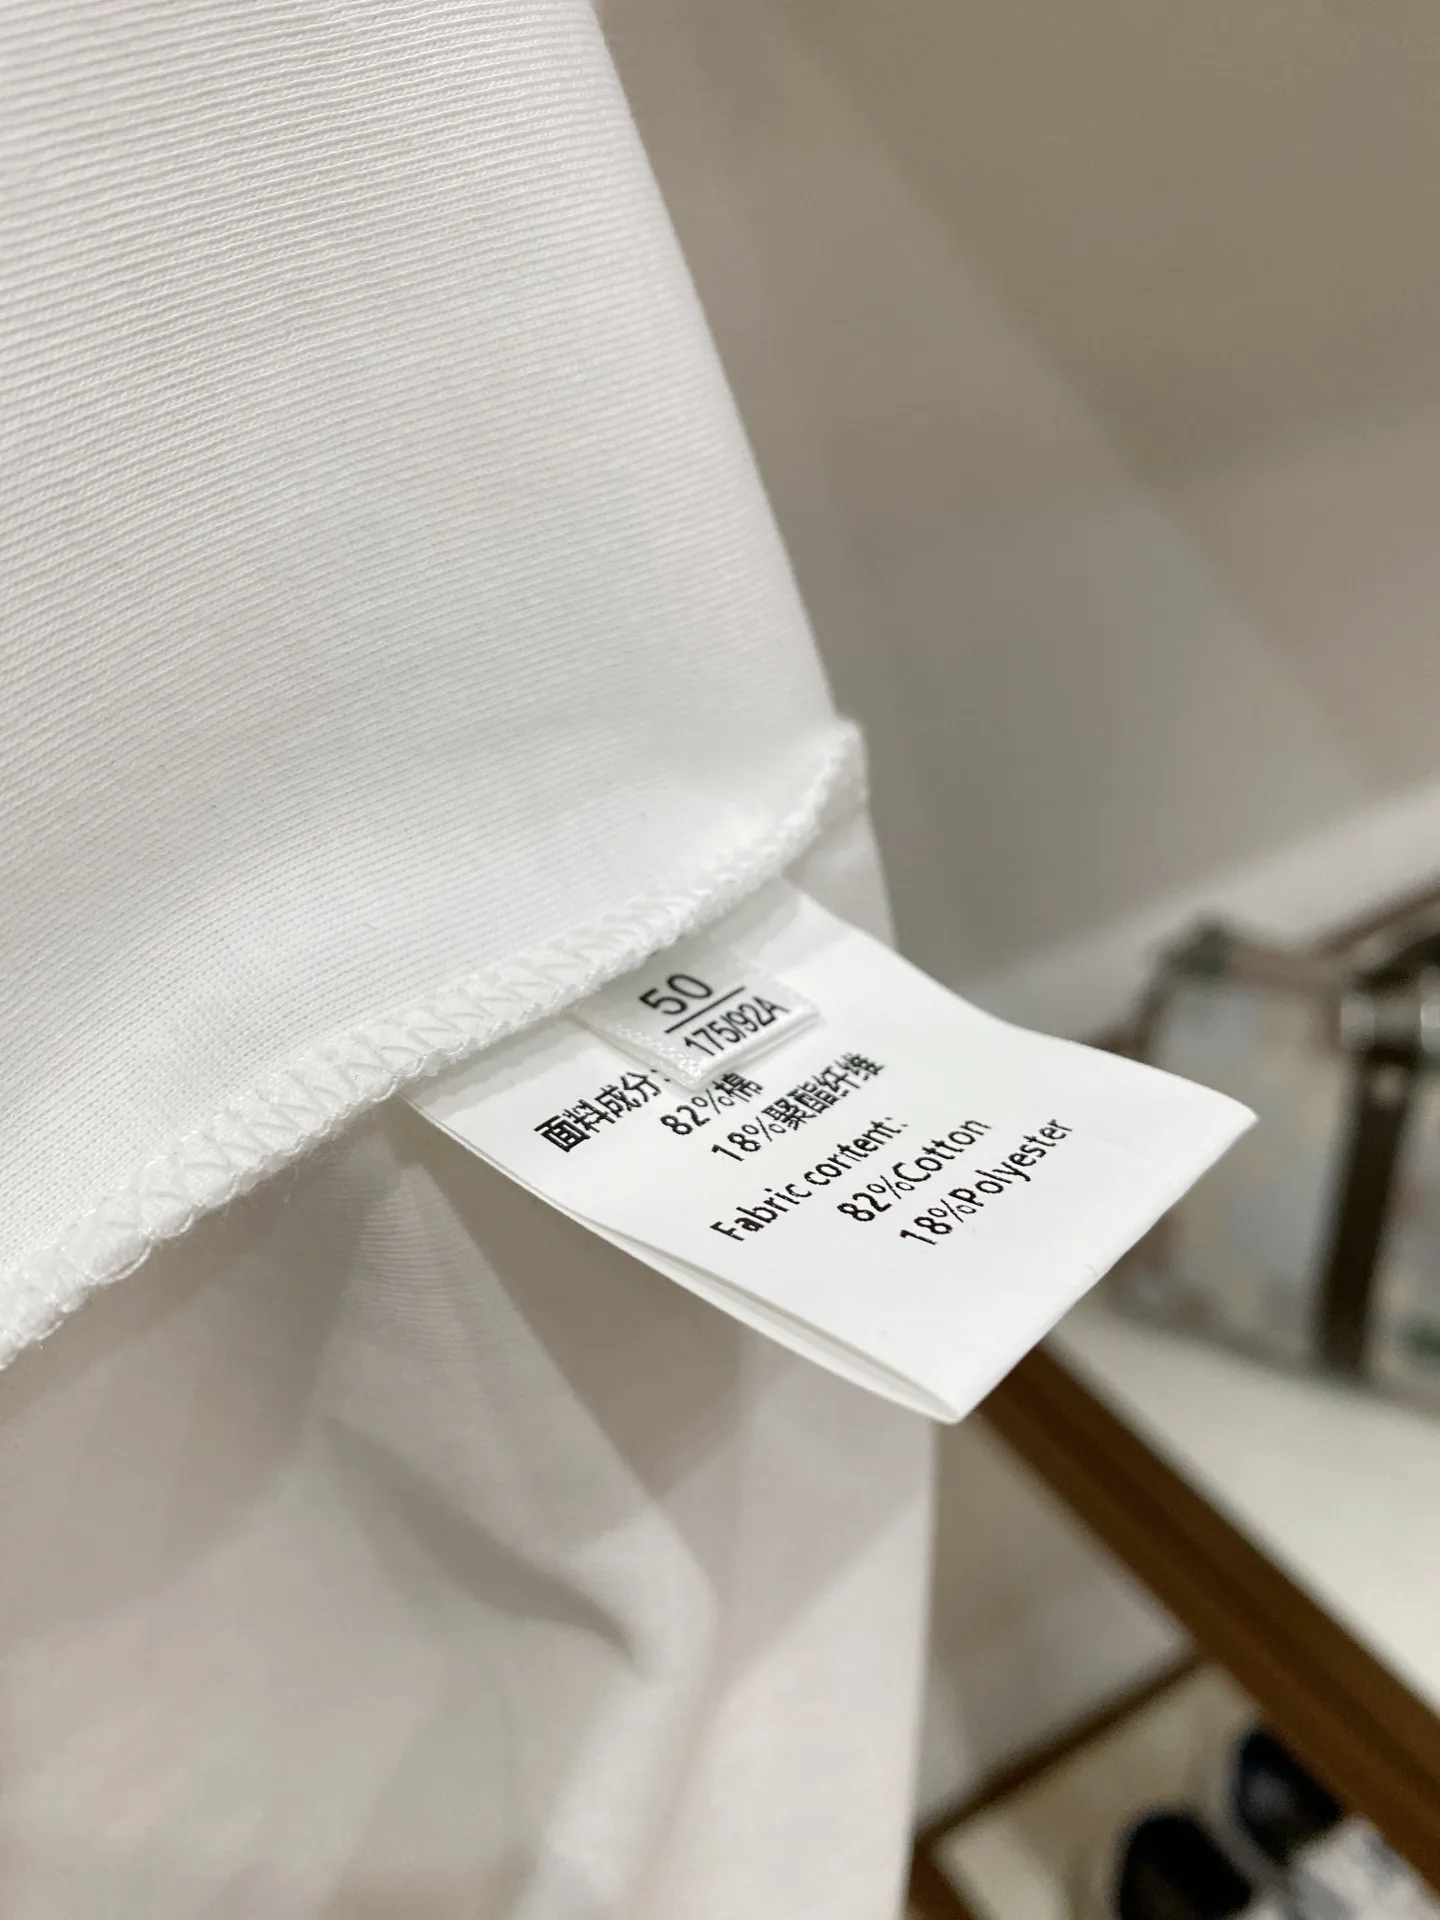 50
175/92A
面料成分:
82%棉
18%聚酯纤维
Fabric content:
82%Cotton
18%Polyester